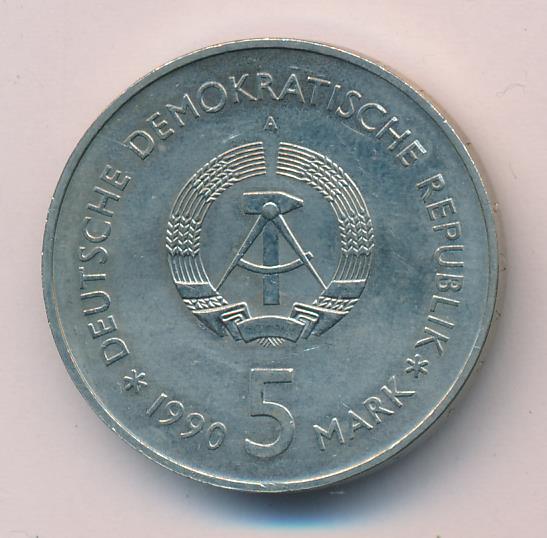 * DEUTSCHE DEMOKRATISCHE REPUBLIK *
A
1990 5 MARK